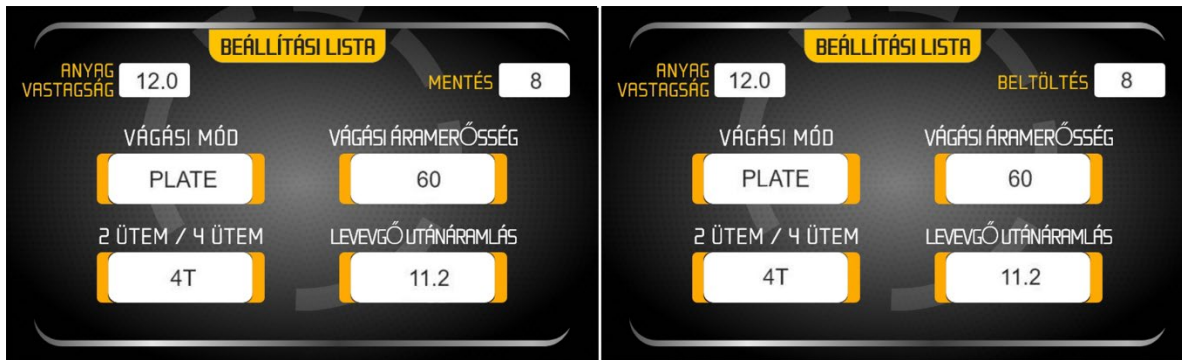 BEÁLLÍTÁSI LISTA
ANYAG
VASTAGSÁG 12.0
MENTÉS 8
VÁGÁSI MÓD VÁGÁSI ÁRAMERŐSSÉG
PLATE 60
2 ÜTEM / 4 ÜTEM LEVEVGŐ UTÁNÁRAMLÁS
4T 11.2
BEÁLLÍTÁSI LISTA
ANYAG
VASTAGSÁG 12.0
BELTÖLTÉS 8
VÁGÁSI MÓD VÁGÁSI ÁRAMERŐSSÉG
PLATE 60
2 ÜTEM / 4 ÜTEM LEVEVGŐ UTÁNÁRAMLÁS
4T 11.2